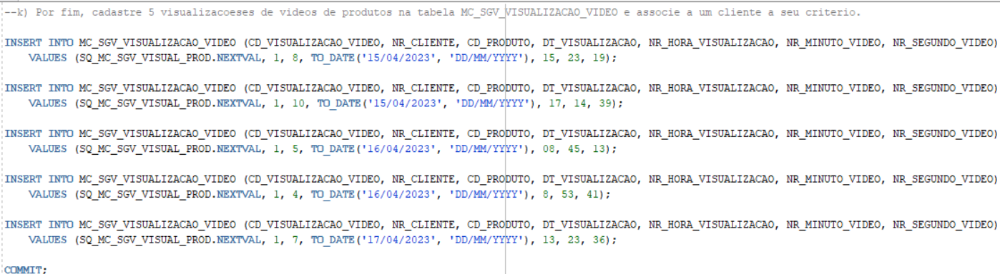 --k) Por fim, cadastre 5 visualizacoeses de videos de produtos na tabela MC_SGV_VISUALIZACAO_VIDEO e associe a um cliente a seu criterio.
INSERT INTO MC_SGV_VISUALIZACAO_VIDEO (CD_VISUALIZACAO_VIDEO, NR_CLIENTE, CD_PRODUTO, DT_VISUALIZACAO, NR_HORA_VISUALIZACAO, NR_MINUTO_VIDEO, NR_SEGUNDO_VIDEO)
VALUES (SQ_MC_SGV_VISUAL_PROD.NEXTVAL, 1, 8, TO_DATE('15/04/2023', 'DD/MM/YYYY'), 15, 23, 19);
INSERT INTO MC_SGV_VISUALIZACAO_VIDEO (CD_VISUALIZACAO_VIDEO, NR_CLIENTE, CD_PRODUTO, DT_VISUALIZACAO, NR_HORA_VISUALIZACAO, NR_MINUTO_VIDEO, NR_SEGUNDO_VIDEO)
VALUES (SQ_MC_SGV_VISUAL_PROD.NEXTVAL, 1, 10, TO_DATE('15/04/2023', 'DD/MM/YYYY'), 17, 14, 39);
INSERT INTO MC_SGV_VISUALIZACAO_VIDEO (CD_VISUALIZACAO_VIDEO, NR_CLIENTE, CD_PRODUTO, DT_VISUALIZACAO, NR_HORA_VISUALIZACAO, NR_MINUTO_VIDEO, NR_SEGUNDO_VIDEO)
VALUES (SQ_MC_SGV_VISUAL_PROD.NEXTVAL, 1, 5, TO_DATE('16/04/2023', 'DD/MM/YYYY'), 08, 45, 13);
INSERT INTO MC_SGV_VISUALIZACAO_VIDEO (CD_VISUALIZACAO_VIDEO, NR_CLIENTE, CD_PRODUTO, DT_VISUALIZACAO, NR_HORA_VISUALIZACAO, NR_MINUTO_VIDEO, NR_SEGUNDO_VIDEO)
VALUES (SQ_MC_SGV_VISUAL_PROD.NEXTVAL, 1, 4, TO_DATE('16/04/2023', 'DD/MM/YYYY'), 8, 53, 41);
INSERT INTO MC_SGV_VISUALIZACAO_VIDEO (CD_VISUALIZACAO_VIDEO, NR_CLIENTE, CD_PRODUTO, DT_VISUALIZACAO, NR_HORA_VISUALIZACAO, NR_MINUTO_VIDEO, NR_SEGUNDO_VIDEO)
VALUES (SQ_MC_SGV_VISUAL_PROD.NEXTVAL, 1, 7, TO_DATE('17/04/2023', 'DD/MM/YYYY'), 13, 23, 36);
COMMIT;